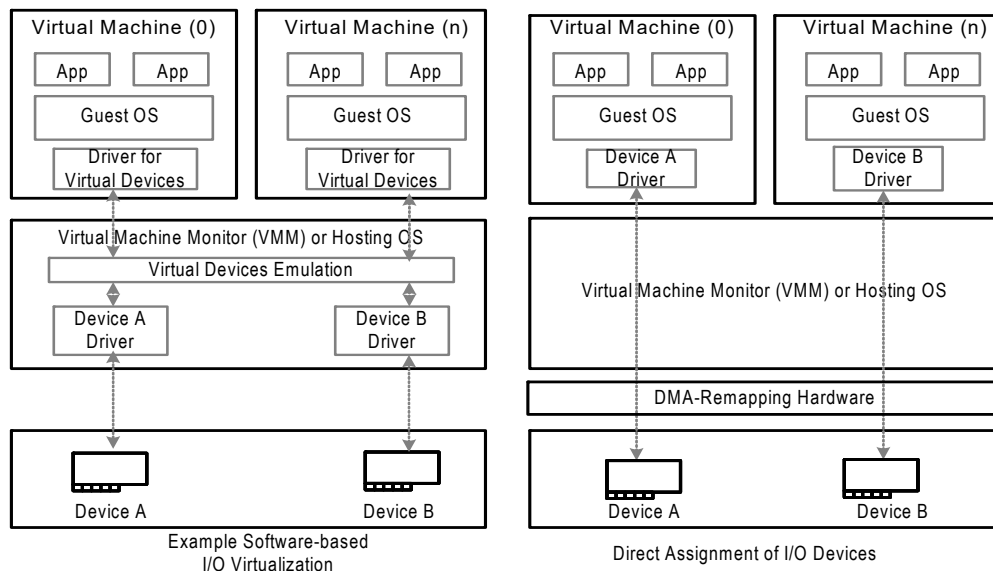 Virtual Machine (0)
App
App
Guest OS
Driver for
Virtual Devices
Virtual Machine (n)
App
App
Guest OS
Driver for
Virtual Devices
Virtual Machine Monitor (VMM) or Hosting OS
Virtual Devices Emulation
Device A
Driver
Device B
Driver
Device A
Device B
Example Software-based
I/O Virtualization
Virtual Machine (0)
App
App
Guest OS
Device A
Driver
Virtual Machine (n)
App
App
Guest OS
Device B
Driver
Virtual Machine Monitor (VMM) or Hosting OS
DMA-Remapping Hardware
Device A
Device B
Direct Assignment of I/O Devices